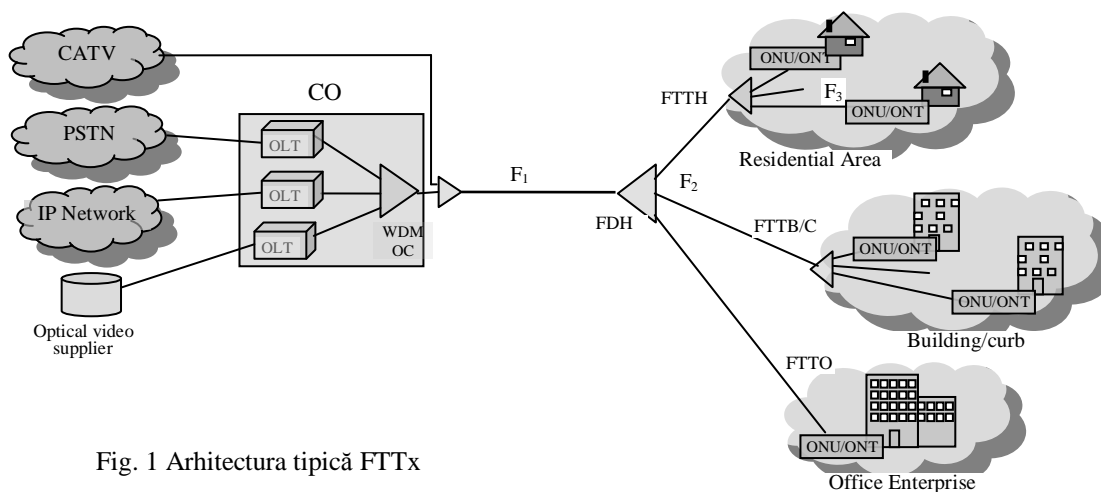 CATV
PSTN
IP Network
Optical video
supplier
CO
OLT
OLT
OLT
WDM
OC
F1
FDH
F2
FTTH
FTTB/C
FTTO
ONU/ONT
F3
ONU/ONT
Residential Area
ONU/ONT
ONU/ONT
Building/curb
ONU/ONT
Office Enterprise
Fig. 1 Arhitectura tipică FTTx